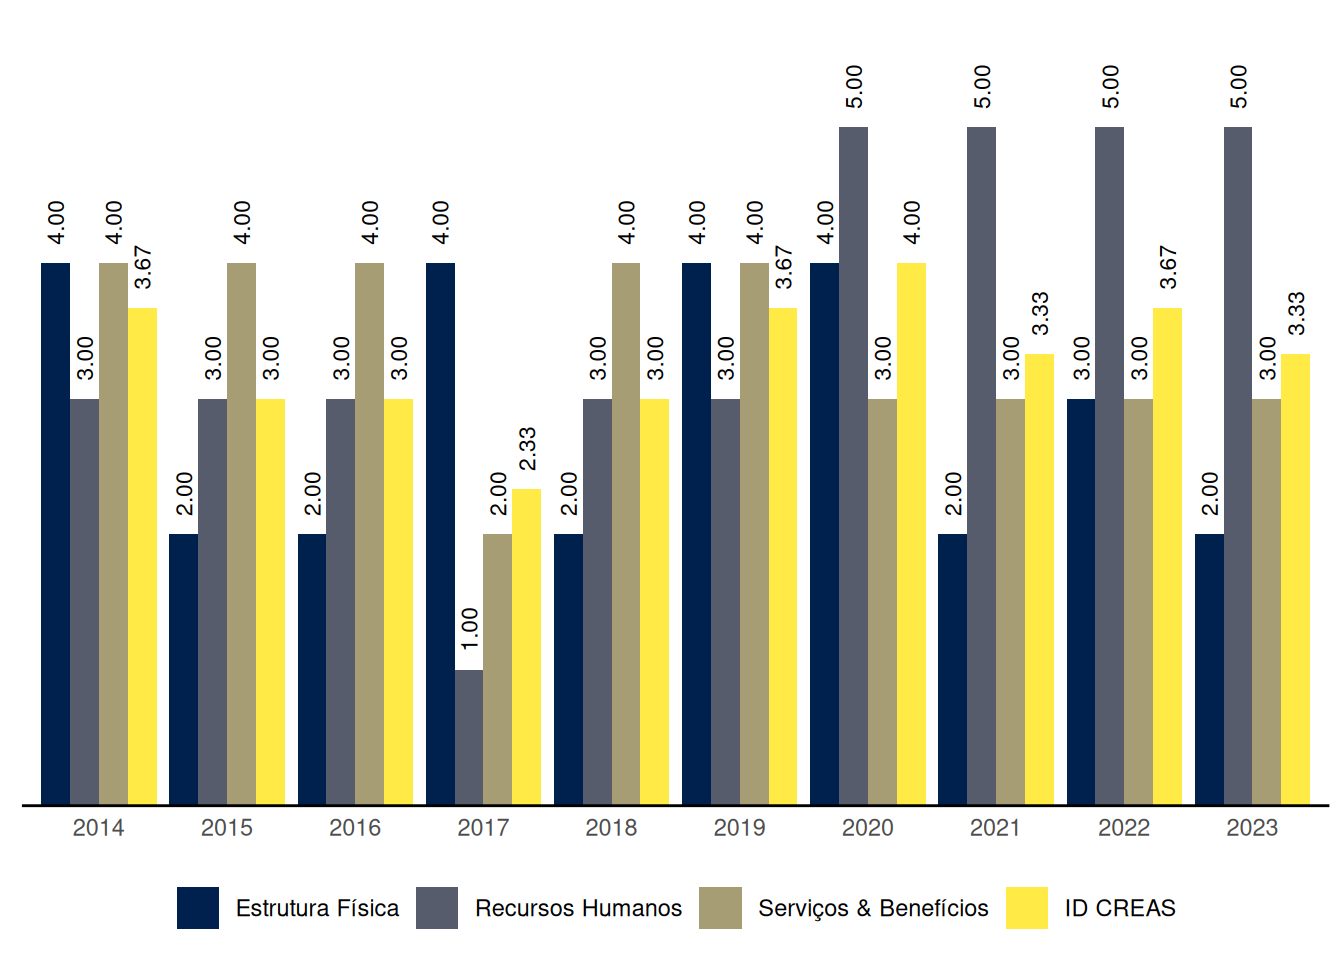 4.00 3.00 4.00 3.67 2.00 3.00 4.00 3.00 2.00 3.00 4.00 3.00 4.00 1.00 2.00 2.33 2.00 3.00 4.00 3.00 4.00 3.00 4.00 3.67 4.00 5.00 3.00 4.00 2.00 5.00 3.00 3.33 3.00 5.00 3.00 3.67 2.00 5.00 3.00 3.33
2014 2015 2016 2017 2018 2019 2020 2021 2022 2023
Estrutura Física Recursos Humanos Serviços & Benefícios ID CREAS